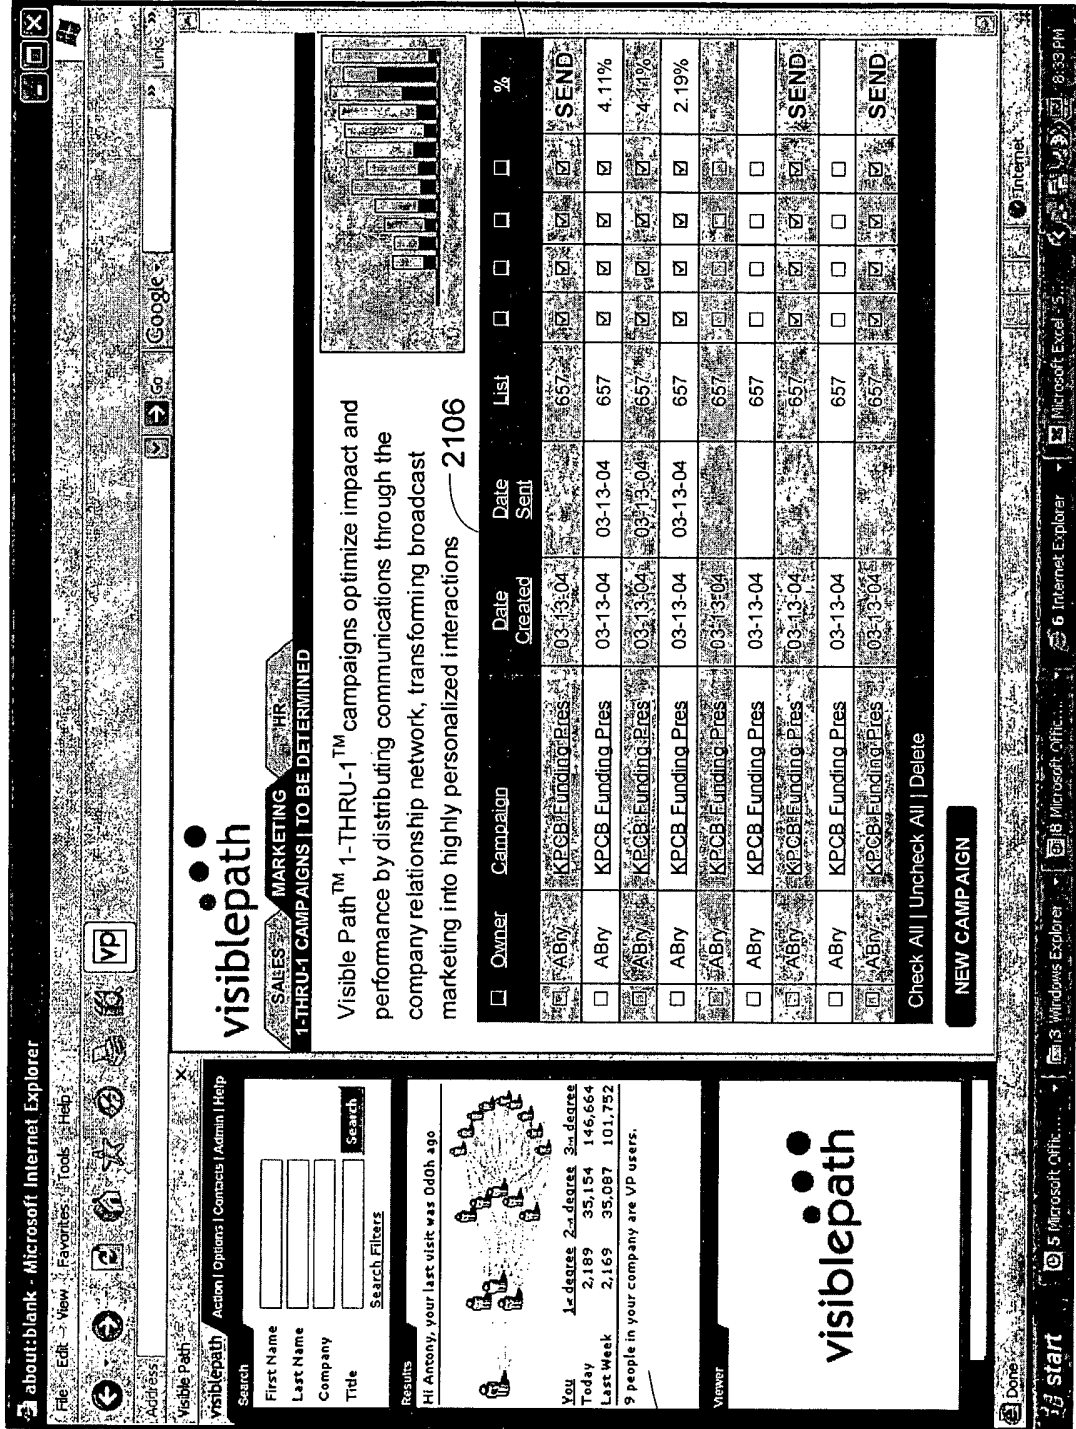 about:blank - Microsoft Internet Explorer
File Edit View Favorites Tools Help
vp
Address Go Google Links
Visible Path X
visiblepath Action | Options | Contacts | Admin | Help
Search
First Name
Last Name
Company
Title Search
Search Filters
Results
Hi Antony, your last visit was 0d0h ago
You 1st degree 2nd degree 3rd degree
Today 2,189 35,154 146,664
Last Week 2,169 35,087 101,752
9 people in your company are VP users.
Viewer
visiblepath
visiblepath
SALES MARKETING HR
1-THRU-1 CAMPAIGNS | TO BE DETERMINED
Visible Path™ 1-THRU-1™ campaigns optimize impact and
performance by distributing communications through the
company relationship network, transforming broadcast
marketing into highly personalized interactions
2106
Owner Campaign Date Created Date Sent List %
ABry KPCB Funding Pres 03-13-04 657 SEND
ABry KPCB Funding Pres 03-13-04 03-13-04 657 4.11%
ABry KPCB Funding Pres 03-13-04 03-13-04 657 4.11%
ABry KPCB Funding Pres 03-13-04 03-13-04 657 2.19%
ABry KPCB Funding Pres 03-13-04 657
ABry KPCB Funding Pres 03-13-04 657
ABry KPCB Funding Pres 03-13-04 657 SEND
ABry KPCB Funding Pres 03-13-04 657
ABry KPCB Funding Pres 03-13-04 657 SEND
Check All | Uncheck All | Delete
NEW CAMPAIGN
Done Internet
start 5 Microsoft Offic... 3 Windows Explorer 8 Microsoft Offic... 6 Internet Explorer Microsoft Excel - S... 8:33 PM